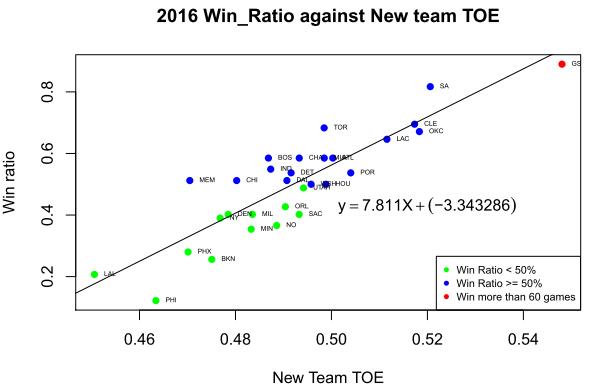 2016 Win_Ratio against New team TOE
Win ratio
0.8
0.6
0.4
0.2
GS
SA
TOR
CLE
OKC
LAC
BOS
CHA
ATL
IND
DET
POR
MEM
CHI
DAL
HOU
UTAH
ORL
DEN
MIL
SAC
NY
NO
MIN
PHX
BKN
LAL
PHI
y = 7.811X + (−3.343286)
Win Ratio < 50%
Win Ratio >= 50%
Win more than 60 games
0.46 0.48 0.50 0.52 0.54
New Team TOE